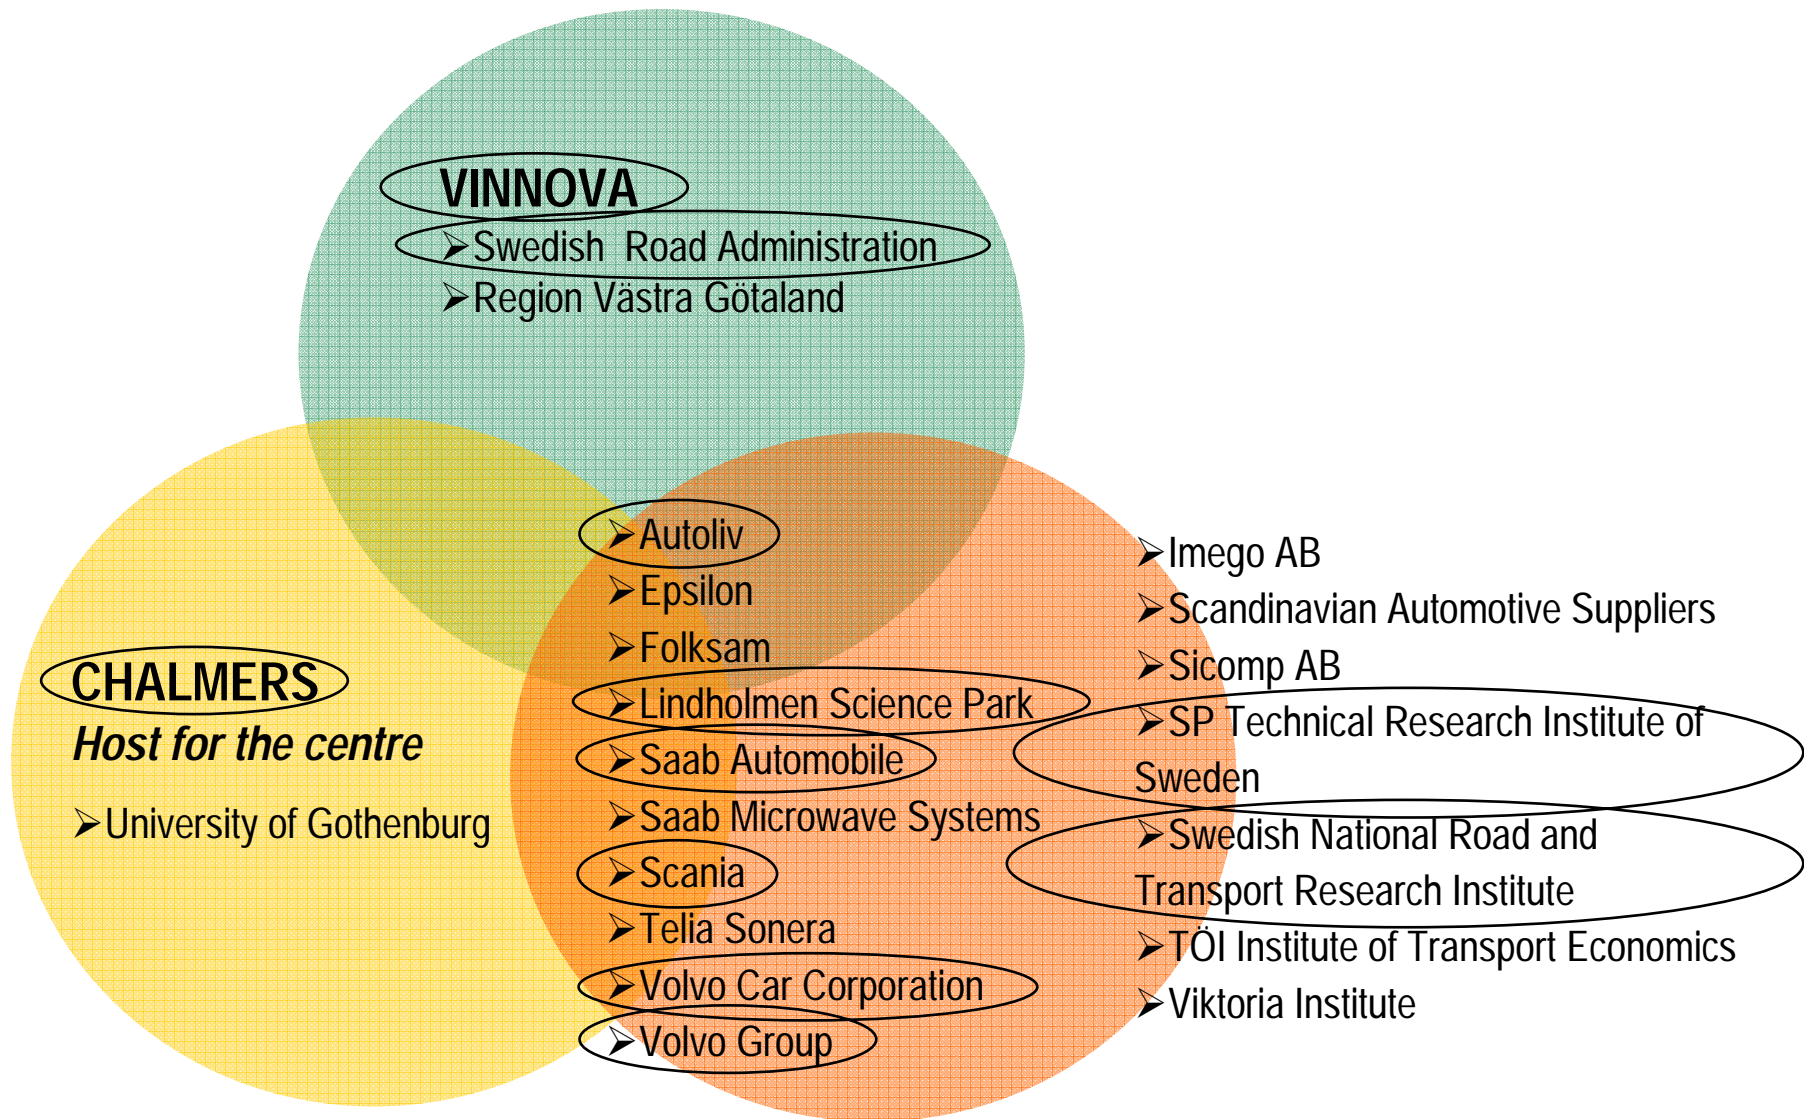 VINNOVA
➢Swedish Road Administration
➢Region Västra Götaland
CHALMERS
Host for the centre
➢University of Gothenburg
➢Autoliv
➢Epsilon
➢Folksam
➢Lindholmen Science Park
➢Saab Automobile
➢Saab Microwave Systems
➢Scania
➢Telia Sonera
➢Volvo Car Corporation
➢Volvo Group
➢Imego AB
➢Scandinavian Automotive Suppliers
➢Sicomp AB
➢SP Technical Research Institute of
Sweden
➢Swedish National Road and
Transport Research Institute
➢TÖI Institute of Transport Economics
➢Viktoria Institute